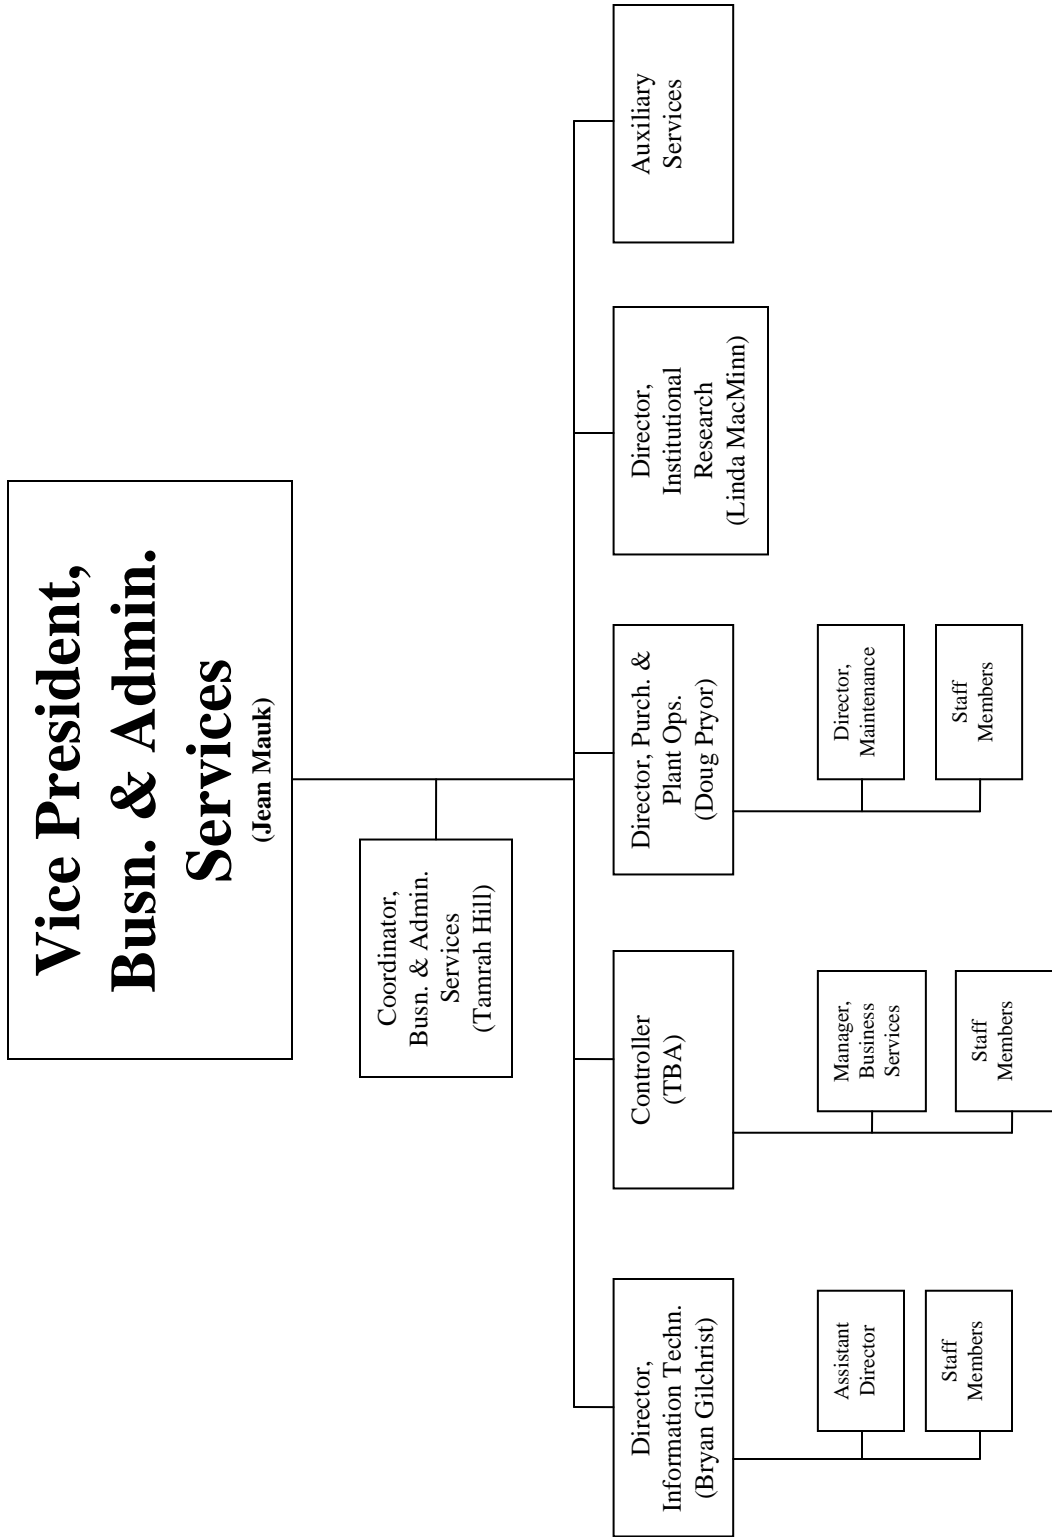 Vice President,
Busn. & Admin.
Services
(Jean Mauk)
Coordinator,
Busn. & Admin.
Services
(Tamrah Hill)
Director,
Information Techn.
(Bryan Gilchrist)
Assistant
Director
Staff
Members
Controller
(TBA)
Manager,
Business
Services
Staff
Members
Director, Purch. &
Plant Ops.
(Doug Pryor)
Director,
Maintenance
Staff
Members
Director,
Institutional
Research
(Linda MacMinn)
Auxiliary
Services